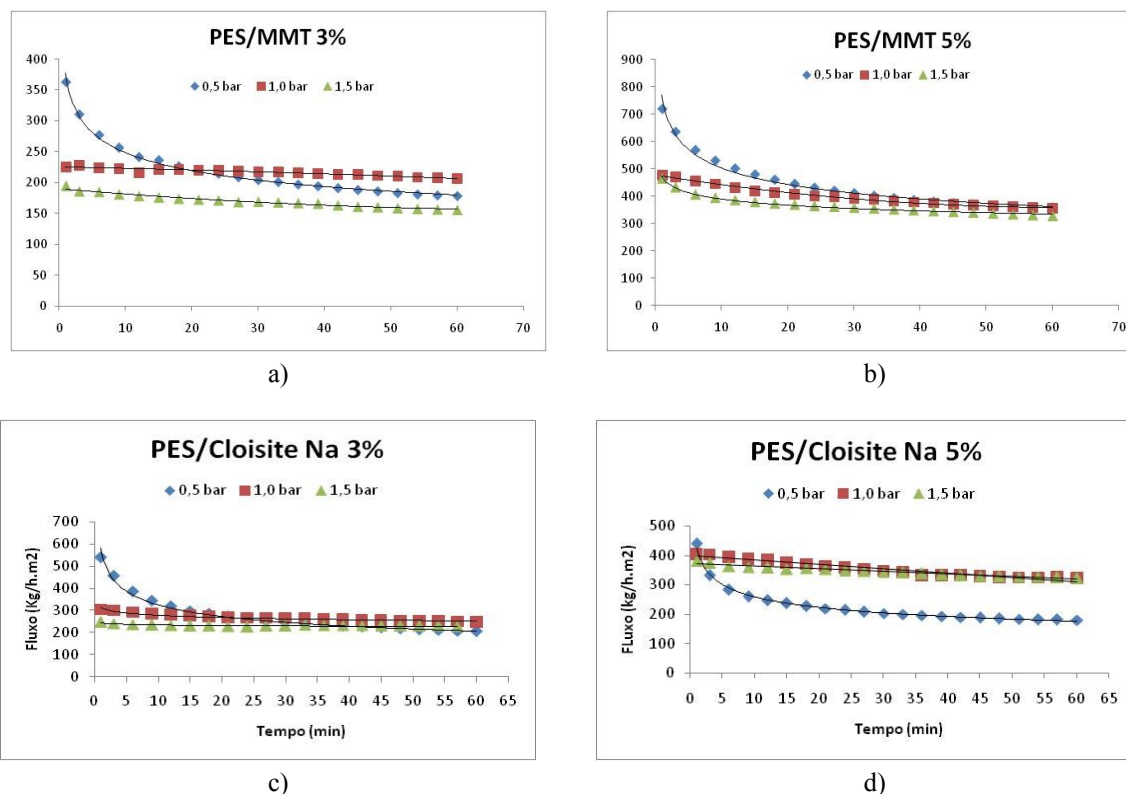 PES/MMT 3%
0,5 bar 1,0 bar 1,5 bar
400
350
300
250
200
150
100
50
0
0 10 20 30 40 50 60 70
a)
PES/MMT 5%
0,5 bar 1,0 bar 1,5 bar
900
800
700
600
500
400
300
200
100
0
0 10 20 30 40 50 60 70
b)
PES/Cloisite Na 3%
0,5 bar 1,0 bar 1,5 bar
Fluxo (Kg/h.m2)
700
600
500
400
300
200
100
0
0 5 10 15 20 25 30 35 40 45 50 55 60 65
Tempo (min)
c)
PES/Cloisite Na 5%
0,5 bar 1,0 bar 1,5 bar
FLuxo (kg/h.m2)
500
400
300
200
100
0
0 5 10 15 20 25 30 35 40 45 50 55 60 65
Tempo (min)
d)